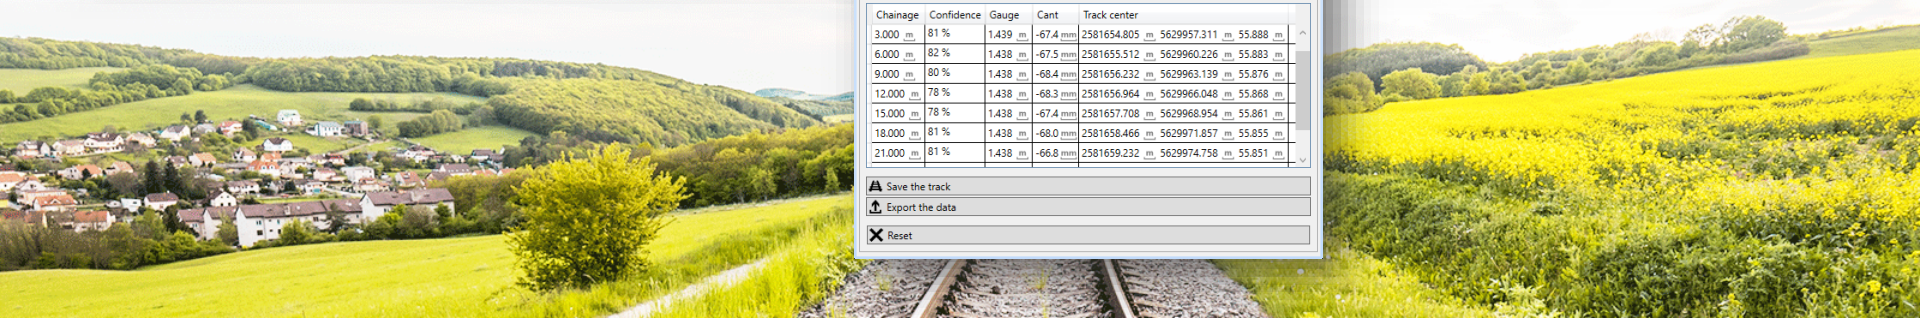 Chainage Confidence Gauge Cant Track center
3.000 m 81 % 1.439 m -67.4 mm 2581654.805 m 5629957.311 m 55.888 m
6.000 m 82 % 1.438 m -67.5 mm 2581655.512 m 5629960.226 m 55.883 m
9.000 m 80 % 1.438 m -68.4 mm 2581656.232 m 5629963.139 m 55.876 m
12.000 m 78 % 1.438 m -68.3 mm 2581656.964 m 5629966.048 m 55.868 m
15.000 m 78 % 1.438 m -67.4 mm 2581657.708 m 5629968.954 m 55.861 m
18.000 m 81 % 1.438 m -68.0 mm 2581658.466 m 5629971.857 m 55.855 m
21.000 m 81 % 1.438 m -66.8 mm 2581659.232 m 5629974.758 m 55.851 m
Save the track
Export the data
Reset